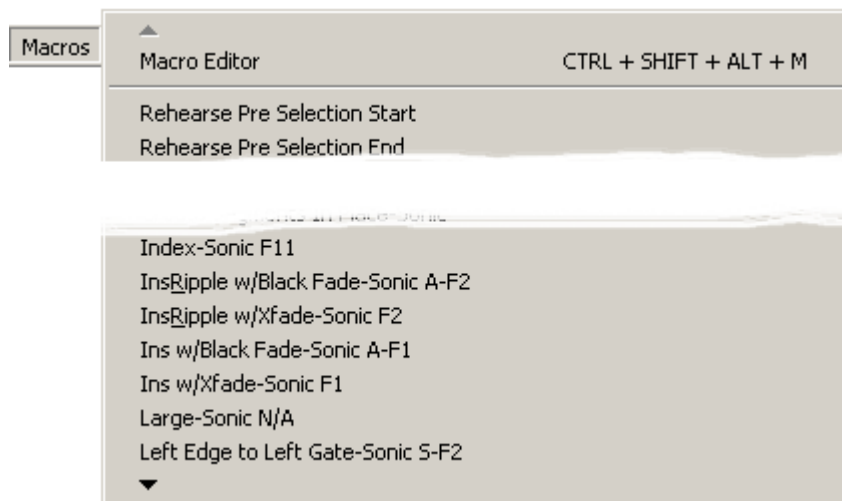 Macros
Macro Editor CTRL + SHIFT + ALT + M
Rehearse Pre Selection Start
Rehearse Pre Selection End
Index-Sonic F11
InsRipple w/Black Fade-Sonic A-F2
InsRipple w/Xfade-Sonic F2
Ins w/Black Fade-Sonic A-F1
Ins w/Xfade-Sonic F1
Large-Sonic N/A
Left Edge to Left Gate-Sonic S-F2